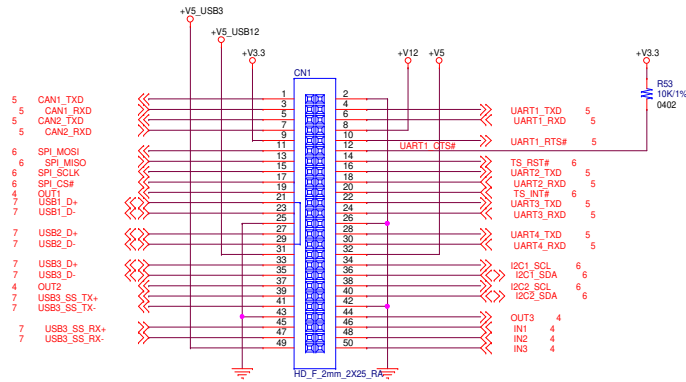 +V5_USB3
+V5_USB12
+V3.3 +V12 +V5 +V3.3
CN1
R53
10K/1%
0402
5 CAN1_TXD 1 2
5 CAN1_RXD 3 4 UART1_TXD 5
5 CAN2_TXD 5 6 UART1_RXD 5
5 CAN2_RXD 7 8
9 10 UART1_RTS# 5
6 SPI_MOSI 11 12 UART1_CTS#
6 SPI_MISO 13 14 TS_RST# 6
6 SPI_SCLK 15 16 UART2_TXD 5
6 SPI_CS# 17 18 UART2_RXD 5
4 OUT1 19 20 TS_INT# 6
7 USB1_D+ 21 22 UART3_TXD 5
7 USB1_D- 23 24 UART3_RXD 5
25 26
7 USB2_D+ 27 28 UART4_TXD 5
7 USB2_D- 29 30 UART4_RXD 5
31 32
7 USB3_D+ 33 34 I2C1_SCL 6
7 USB3_D- 35 36 I2C1_SDA 6
4 OUT2 37 38 I2C2_SCL 6
7 USB3_SS_TX+ 39 40 I2C2_SDA 6
7 USB3_SS_TX- 41 42
43 44 OUT3 4
7 USB3_SS_RX+ 45 46 IN1 4
7 USB3_SS_RX- 47 48 IN2 4
49 50 IN3 4
HD_F_2mm_2X25_RA